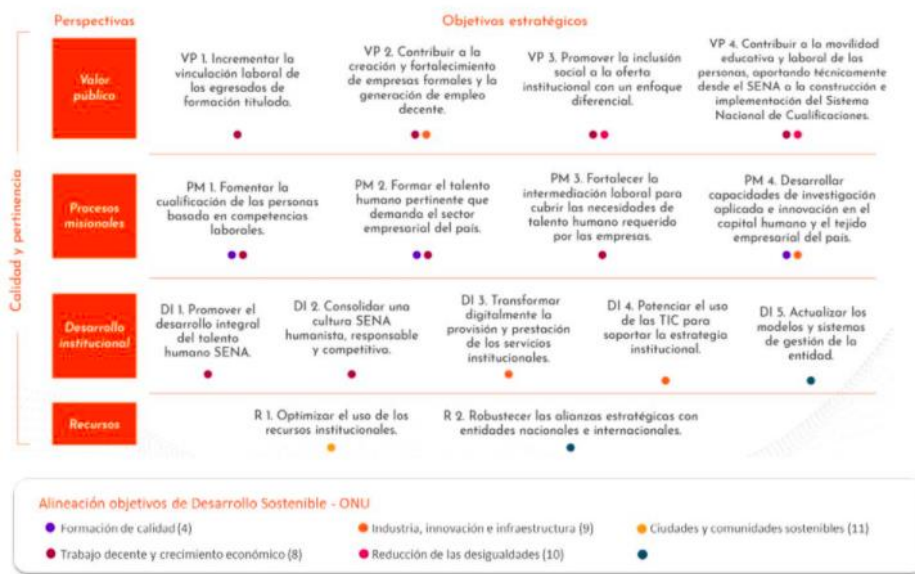 Perspectivas
Objetivos estratégicos
Calidad y pertinencia
Valor
público
VP 1. Incrementar la
vinculación laboral de
los egresados de
formación titulada.
VP 2. Contribuir a la
creación y fortalecimiento
de empresas formales y la
generación de empleo
decente.
VP 3. Promover la inclusión
social a la oferta
institucional con un enfoque
diferencial.
VP 4. Contribuir a la movilidad
educativa y laboral de las
personas, aportando técnicamente
desde el SENA a la construcción e
implementación del Sistema
Nacional de Cualificaciones.
Procesos
misionales
PM 1. Fomentar la
cualificación de las personas
basada en competencias
laborales.
PM 2. Formar el talento
humano pertinente que
demanda el sector
empresarial del país.
PM 3. Fortalecer la
intermediación laboral para
cubrir las necesidades de
talento humano requerido
por las empresas.
PM 4. Desarrollar
capacidades de investigación
aplicada e innovación en el
capital humano y el tejido
empresarial del país.
Desarrollo
institucional
DI 1. Promover el
desarrollo integral
del talento
humano SENA.
DI 2. Consolidar una
cultura SENA
humanista, responsable
y competitiva.
DI 3. Transformar
digitalmente la
provisión y prestación
de los servicios
institucionales.
DI 4. Potenciar el uso
de las TIC para
soportar la estrategia
institucional.
DI 5. Actualizar los
modelos y sistemas
de gestión de la
entidad.
Recursos
R 1. Optimizar el uso de los
recursos institucionales.
R 2. Robustecer las alianzas estratégicas con
entidades nacionales e internacionales.
Alineación objetivos de Desarrollo Sostenible - ONU
Formación de calidad (4)
Industria, innovación e infraestructura (9)
Ciudades y comunidades sostenibles (11)
Trabajo decente y crecimiento económico (8)
Reducción de las desigualdades (10)